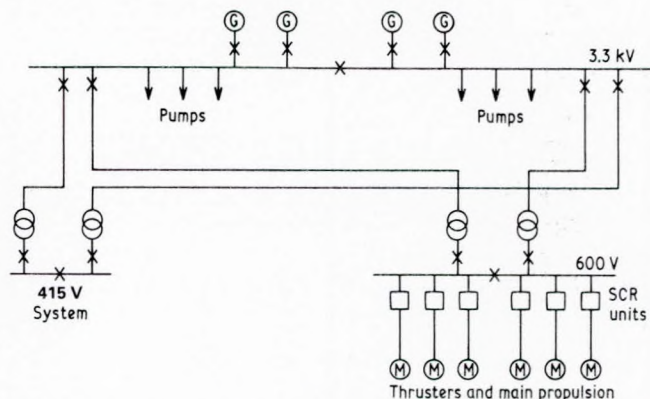 G G G G
3.3 kV
Pumps Pumps
600 V
415 V
System
SCR
units
M M M M M M
Thrusters and main propulsion